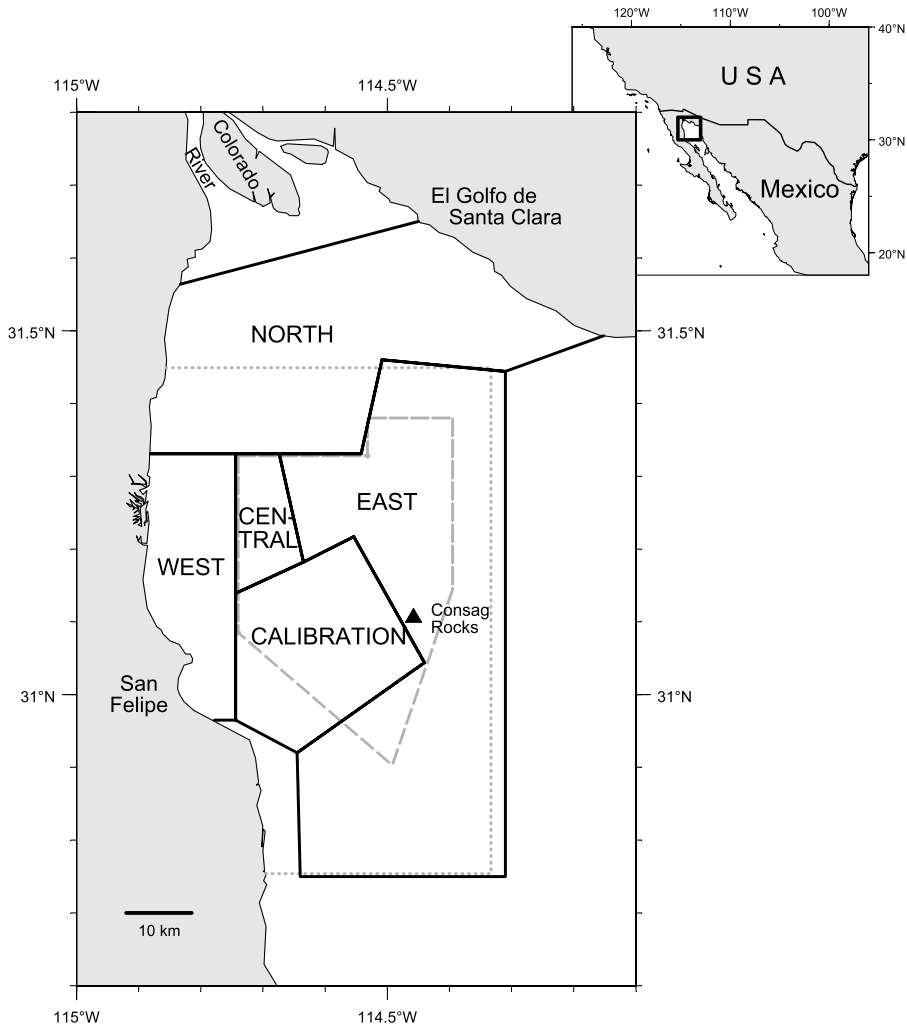 120°W 110°W 100°W
40°N
U S A
30°N
Mexico
20°N
115°W 114.5°W
Colorado
River
El Golfo de
Santa Clara
31.5°N 31.5°N
NORTH
EAST
CEN-
TRAL
WEST
Consag
Rocks
CALIBRATION
San
Felipe
31°N 31°N
10 km
115°W 114.5°W